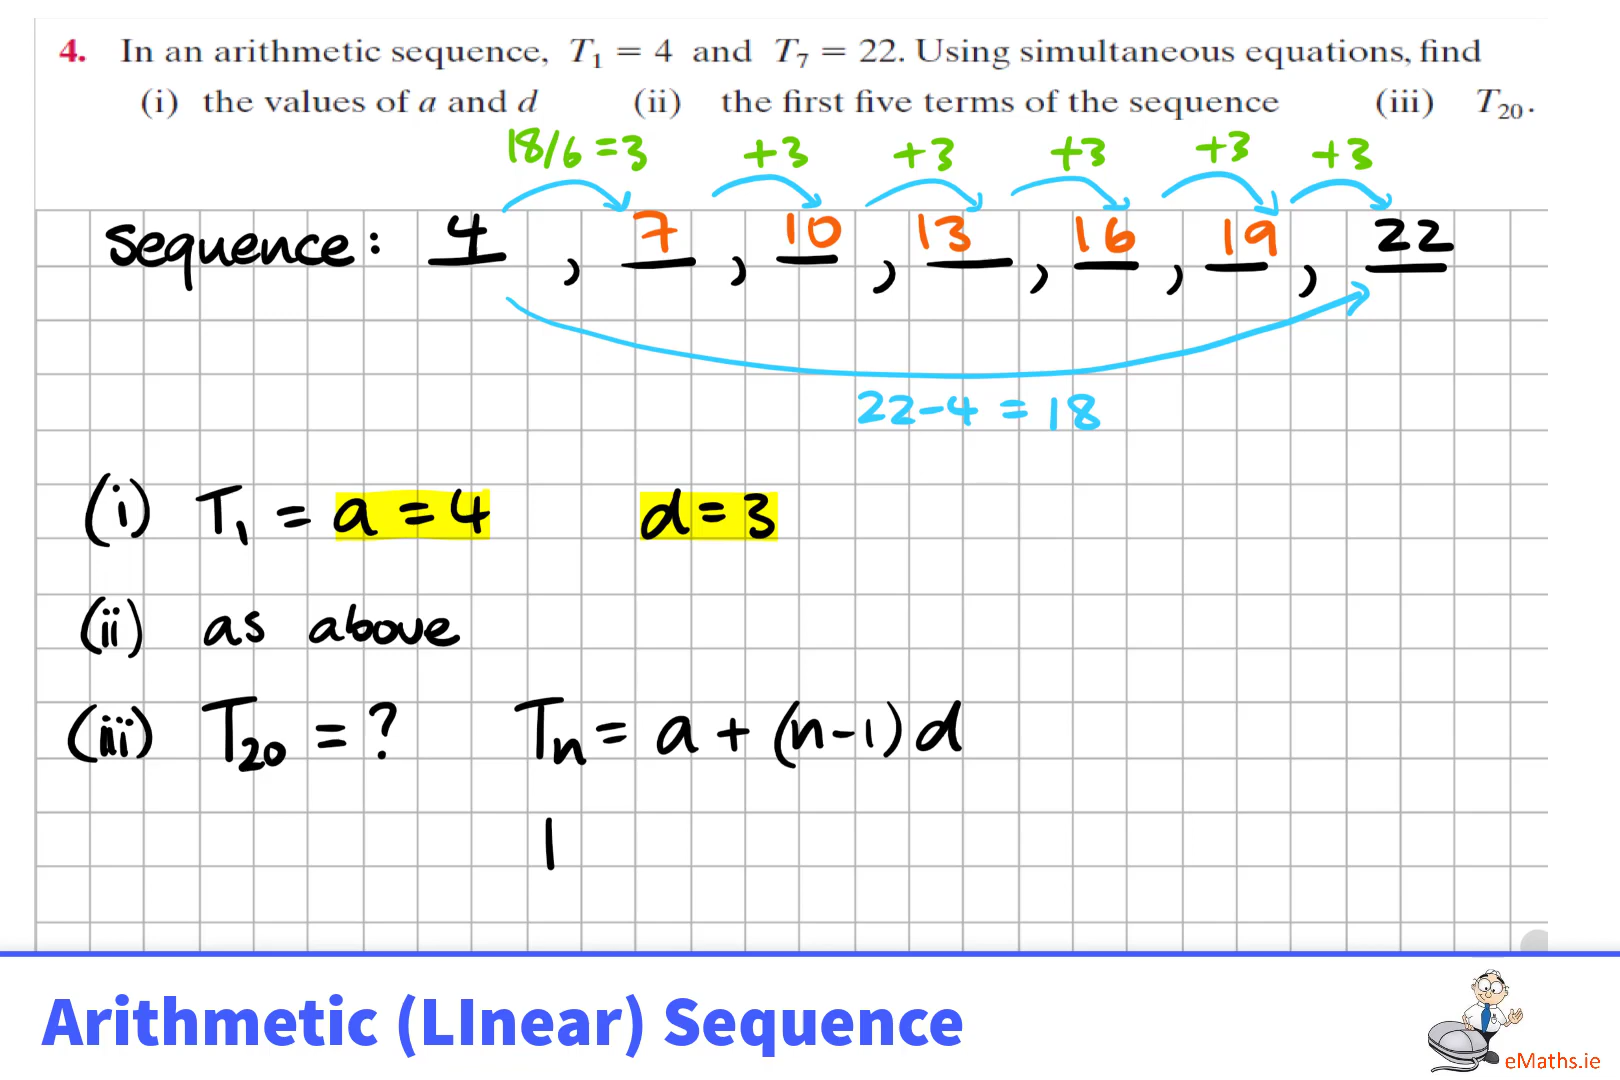 4. In an arithmetic sequence, T₁ = 4 and T₇ = 22. Using simultaneous equations, find
(i) the values of a and d (ii) the first five terms of the sequence (iii) T₂₀.
18/6 = 3 +3 +3 +3 +3 +3
Sequence: 4, 7, 10, 13, 16, 19, 22
22-4 = 18
(i) T₁ = a = 4 d = 3
(ii) as above
(iii) T₂₀ = ? Tₙ = a + (n-1)d
Arithmetic (LInear) Sequence
eMaths.ie